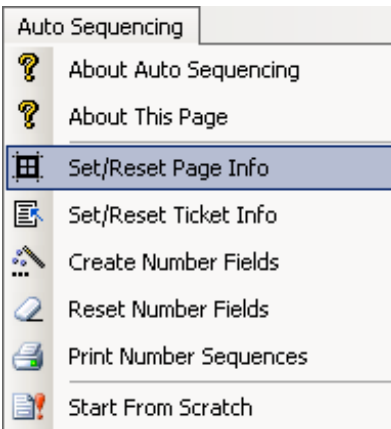 Auto Sequencing
About Auto Sequencing
About This Page
Set/Reset Page Info
Set/Reset Ticket Info
Create Number Fields
Reset Number Fields
Print Number Sequences
Start From Scratch